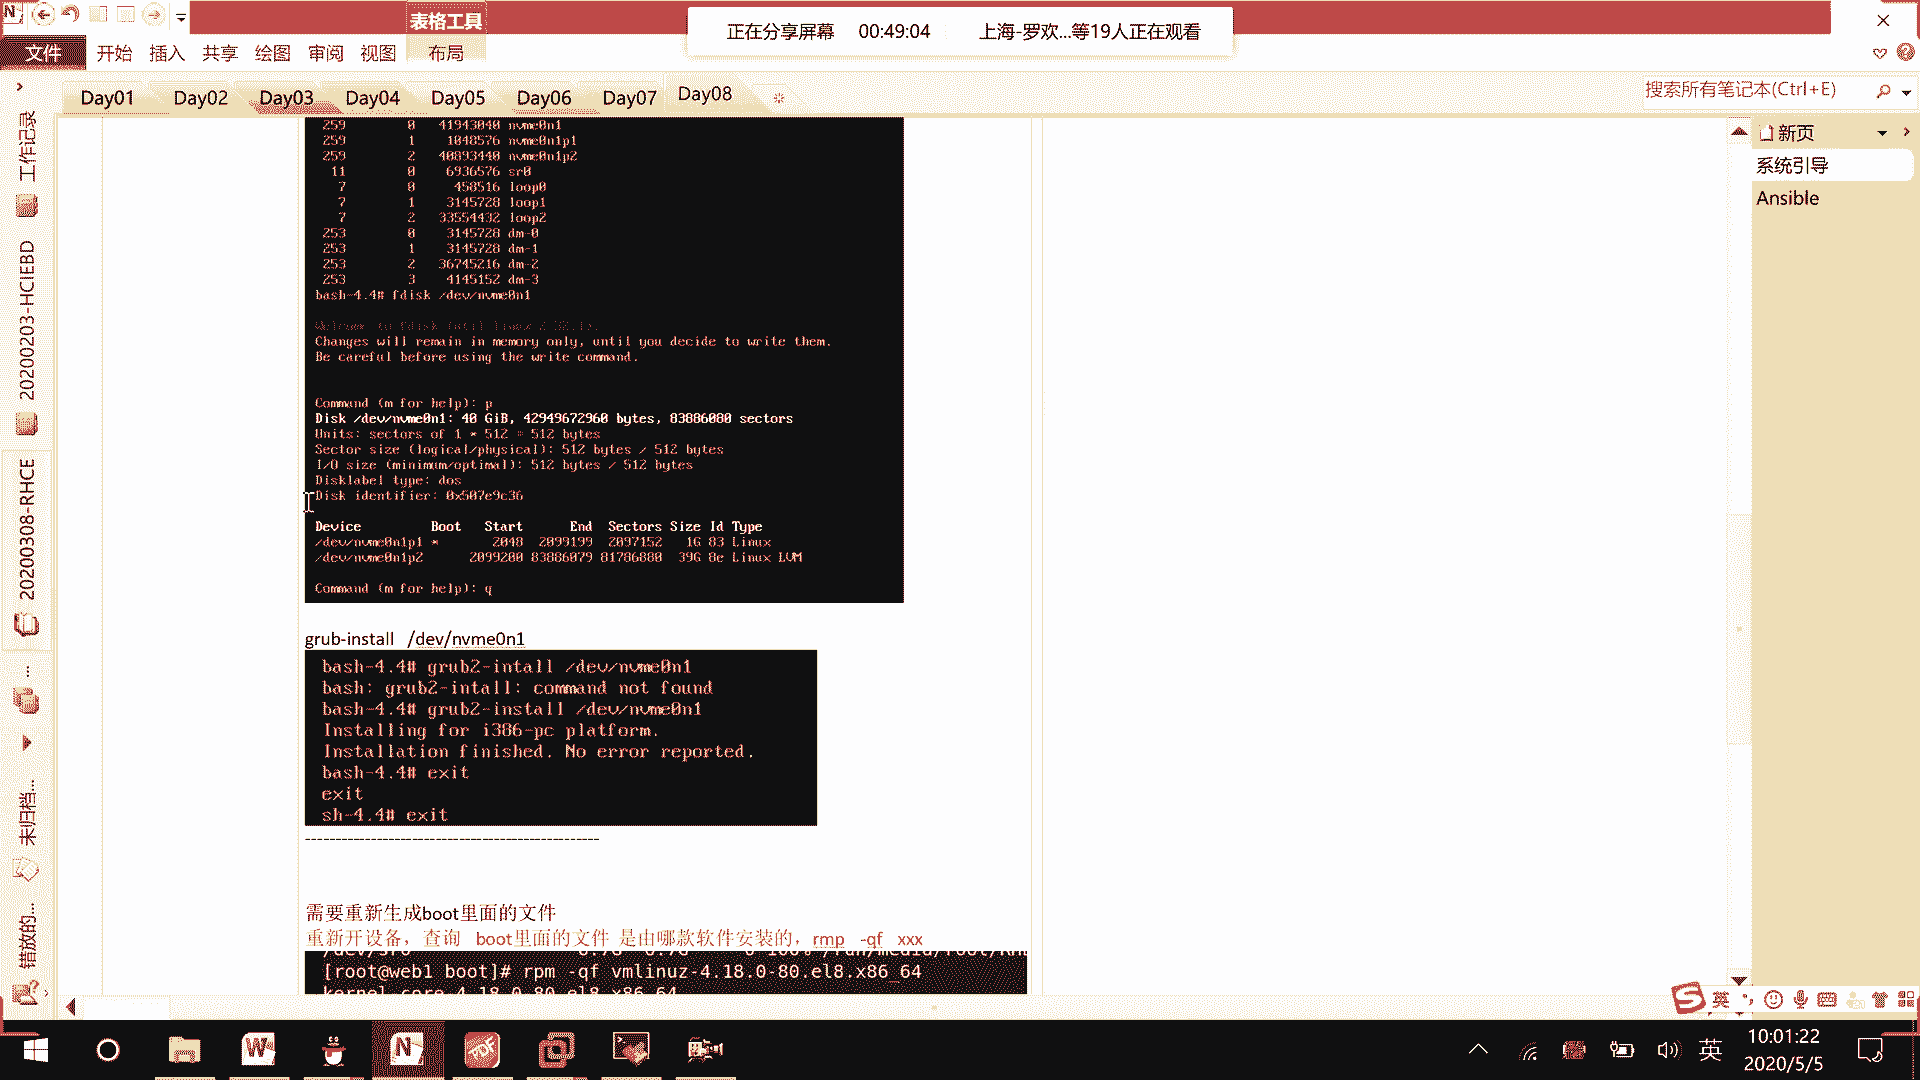 表格工具
正在分享屏幕 00:49:04 上海-罗欢...等19人正在观看
文件 开始 插入 共享 绘图 审阅 视图 布局
Day01 Day02 Day03 Day04 Day05 Day06 Day07 Day08
搜索所有笔记本(Ctrl+E)
工作记录
20200203-HCIEBD
20200308-RHCE
...
未归档...
错放的...
新页
系统引导
Ansible
259 0 41943040 nvme0n1
259 1 1048576 nvme0n1p1
259 2 40893440 nvme0n1p2
11 0 6936576 sr0
7 0 458516 loop0
7 1 3145728 loop1
7 2 33554432 loop2
253 0 3145728 dm-0
253 1 3145728 dm-1
253 2 36745216 dm-2
253 3 4145152 dm-3
bash-4.4# fdisk /dev/nvme0n1
Welcome to fdisk (util-linux 2.32.1).
Changes will remain in memory only, until you decide to write them.
Be careful before using the write command.
Command (m for help): p
Disk /dev/nvme0n1: 40 GiB, 42949672960 bytes, 83886080 sectors
Units: sectors of 1 * 512 = 512 bytes
Sector size (logical/physical): 512 bytes / 512 bytes
I/O size (minimum/optimal): 512 bytes / 512 bytes
Disklabel type: dos
Disk identifier: 0x507e9c36
Device Boot Start End Sectors Size Id Type
/dev/nvme0n1p1 * 2048 2099199 2097152 1G 83 Linux
/dev/nvme0n1p2 2099200 83886079 81786880 39G 8e Linux LVM
Command (m for help): q
grub-install /dev/nvme0n1
bash-4.4# grub2-intall /dev/nvme0n1
bash: grub2-intall: command not found
bash-4.4# grub2-install /dev/nvme0n1
Installing for i386-pc platform.
Installation finished. No error reported.
bash-4.4# exit
exit
sh-4.4# exit
--------------------------------------------------
需要重新生成boot里面的文件
重新开设备，查询 boot里面的文件 是由哪款软件安装的，rmp -qf xxx
[root@web1 boot]# rpm -qf vmlinuz-4.18.0-80.el8.x86_64
kernel-core-4.18.0-80.el8.x86_64
英
英
10:01:22
2020/5/5